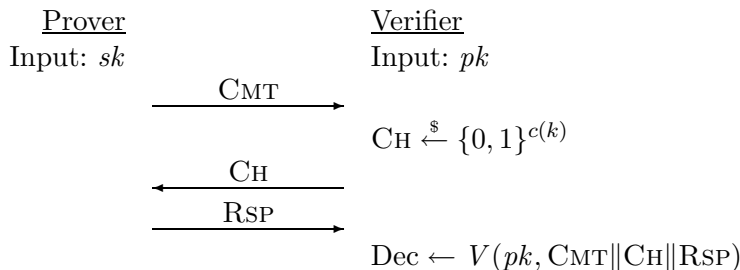 Prover Verifier
Input: sk Input: pk
CMT
CH $← {0, 1}^{c(k)}
CH
RSP
Dec ← V(pk, CMT∥CH∥RSP)